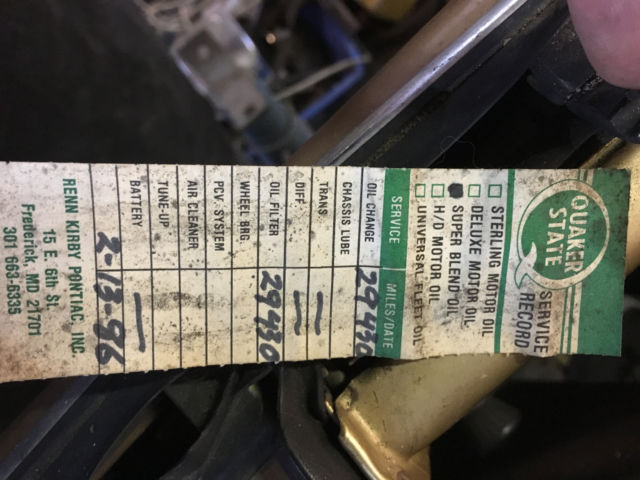 QUAKER
STATE
SERVICE
RECORD
STERLING MOTOR OIL
DELUXE MOTOR OIL
SUPER BLEND OIL
H/D MOTOR OIL
UNIVERSAL FLEET OIL
SERVICE MILES/DATE
OIL CHANGE 29430
CHASSIS LUBE
TRANS. —
DIFF. —
OIL FILTER 29430
WHEEL BRG.
PCV SYSTEM
AIR CLEANER
TUNE-UP
BATTERY —
2-13-96
RENN KIRBY PONTIAC, INC.
15 E. 6th St.
Frederick, MD 21701
301 663-6335